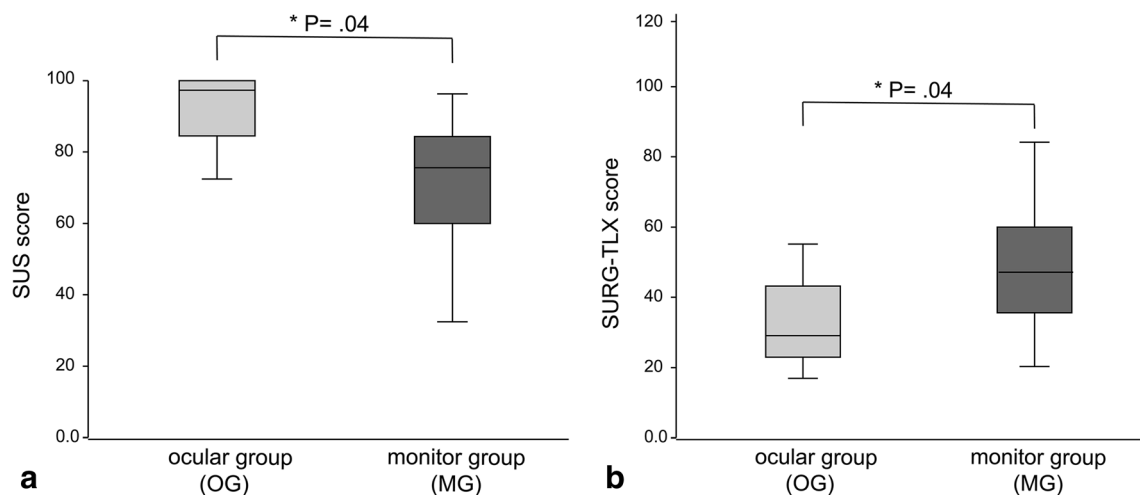 * P= .04
100
80
60
40
20
0.0
SUS score
ocular group
(OG)
monitor group
(MG)
a
120
100
80
60
40
20
0.0
SURG-TLX score
* P= .04
ocular group
(OG)
monitor group
(MG)
b